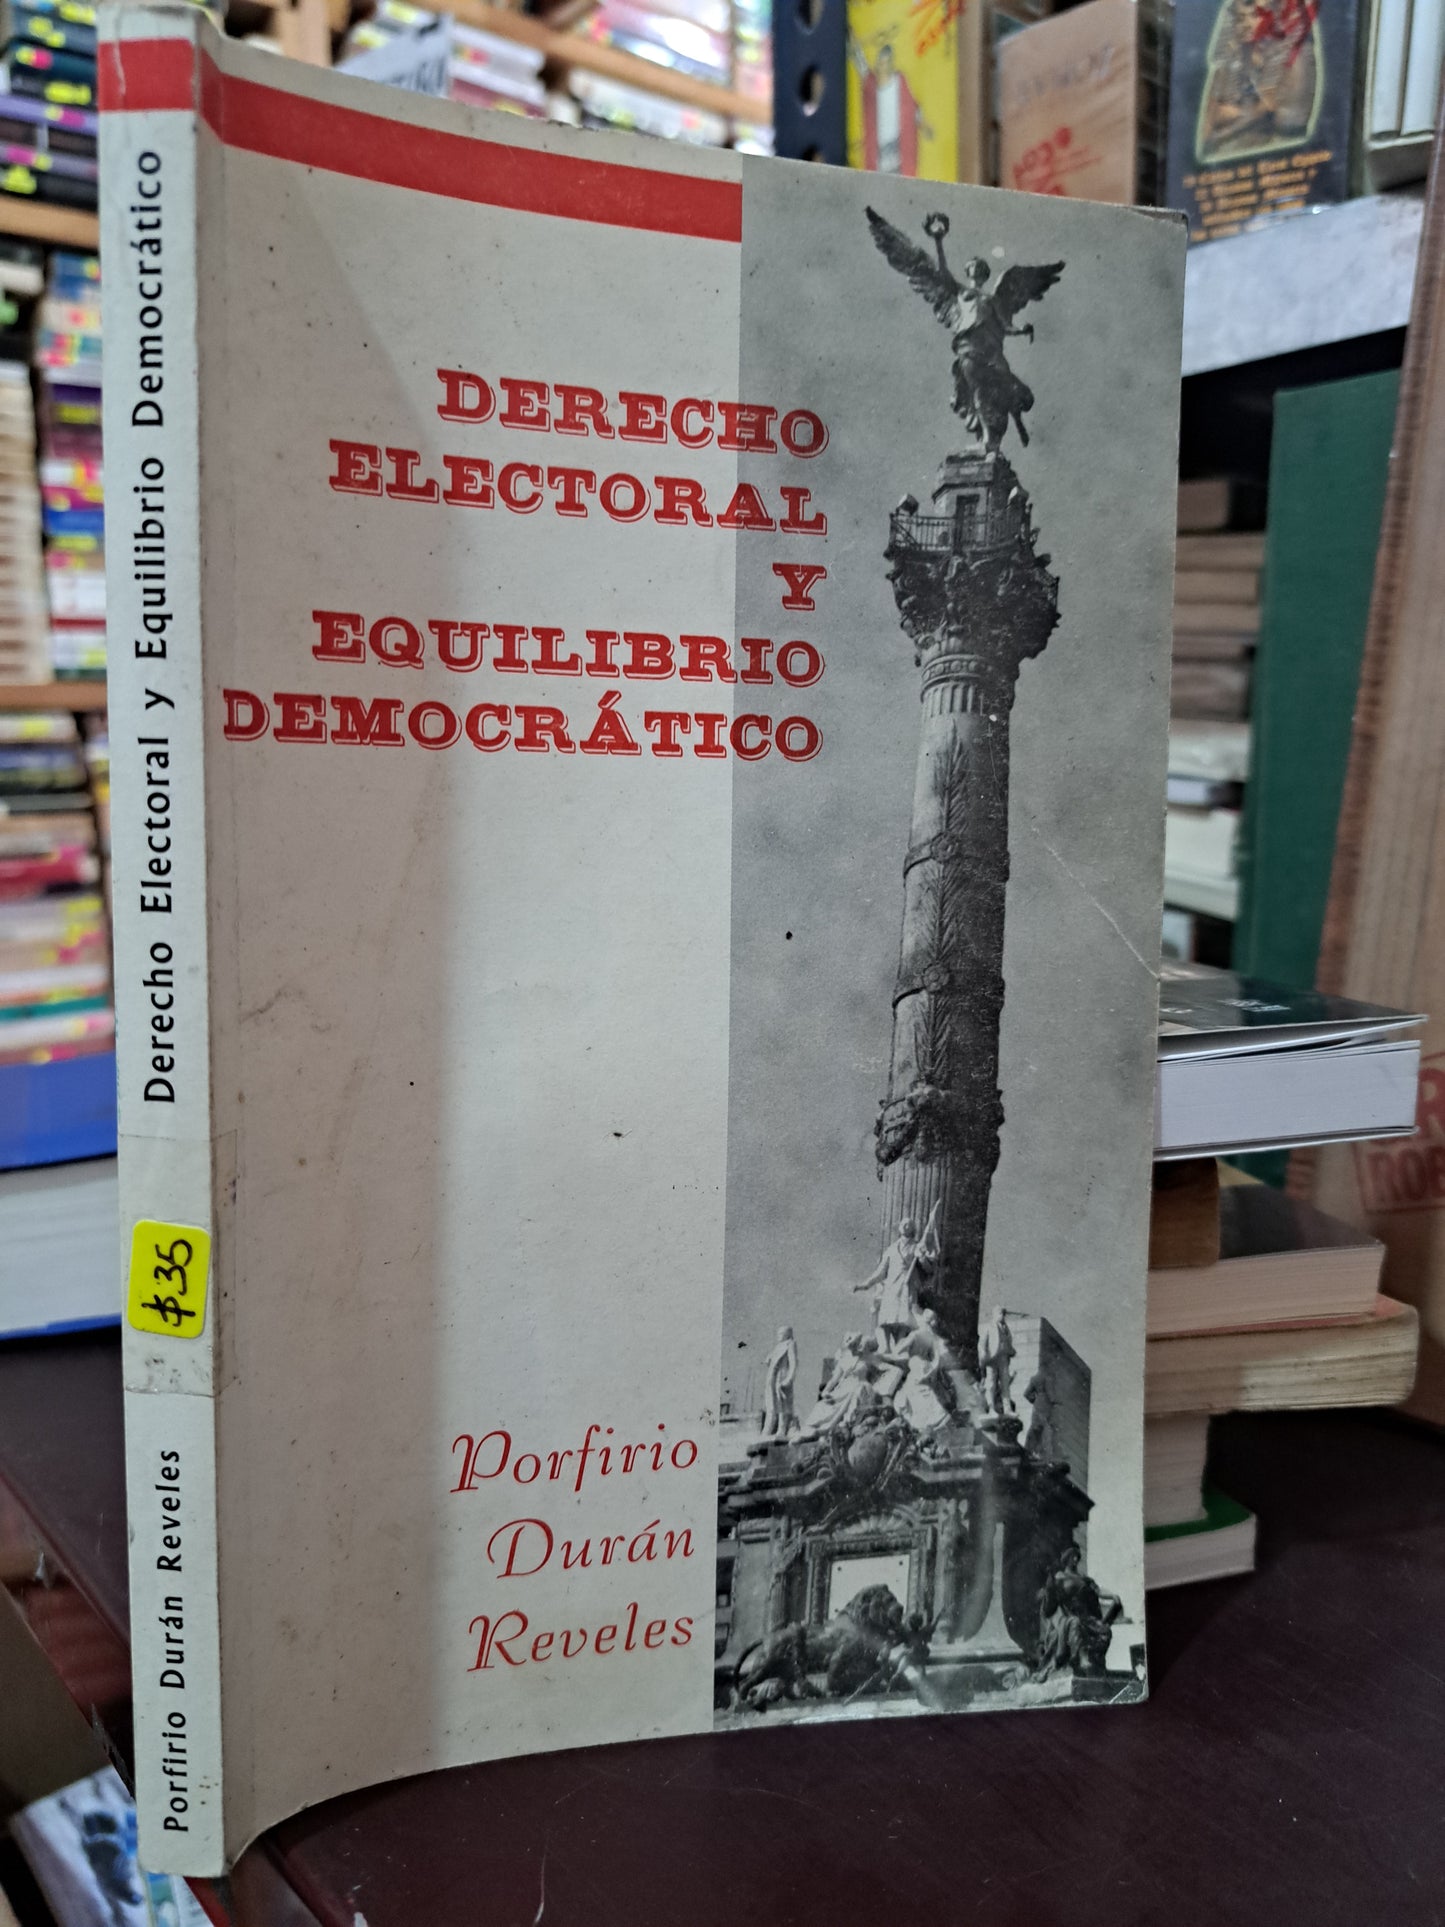 DERECHO
ELECTORAL
Y
EQUILIBRIO
DEMOCRÁTICO
Porfirio
Durán
Reveles
Derecho Electoral y Equilibrio Democrático
$35
Porfirio Durán Reveles